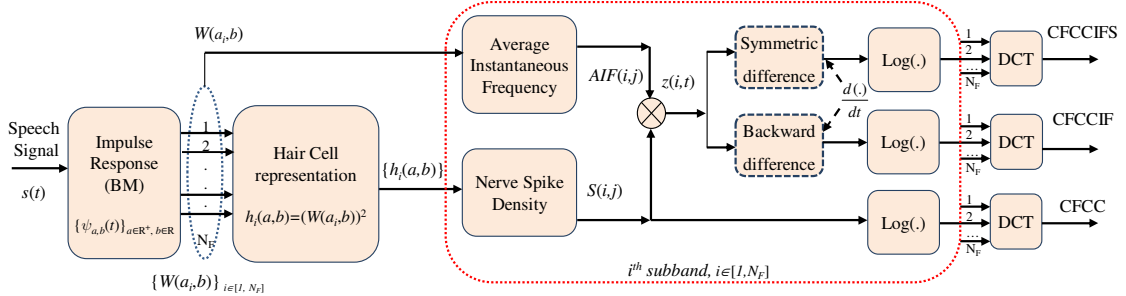 Speech
Signal
s(t)
Impulse
Response
(BM)
{ψ_{a,b}(t)}_{a∈R⁺, b∈R}
W(a_i,b)
1
2
.
.
.
N_F
{W(a_i,b)}_{i∈[1, N_F]}
Hair Cell
representation
h_i(a,b)=(W(a_i,b))²
{h_i(a,b)}
Average
Instantaneous
Frequency
AIF(i,j)
Nerve Spike
Density
S(i,j)
z(i,t)
Symmetric
difference
d(.)
dt
Backward
difference
Log(.)
Log(.)
Log(.)
i^{th} subband, i∈[1,N_F]
1
2
...
N_F
DCT
CFCCIFS
1
2
...
N_F
DCT
CFCCIF
1
2
...
N_F
DCT
CFCC